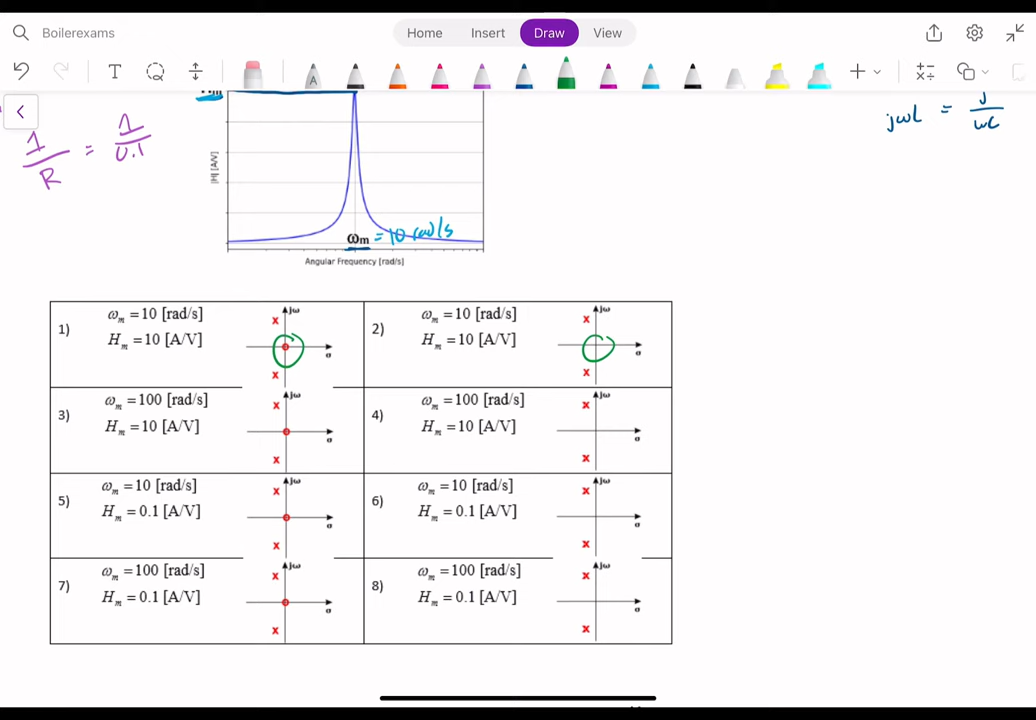 Boilerexams
Home Insert Draw View
T
A
jωL = j/ωC
1/R = 1/0.1
|H| [A/V]
ωm = 10 rad/s
Angular Frequency [rad/s]
1) ωm = 10 [rad/s]
Hm = 10 [A/V]
jω
σ
2) ωm = 10 [rad/s]
Hm = 10 [A/V]
jω
σ
3) ωm = 100 [rad/s]
Hm = 10 [A/V]
jω
σ
4) ωm = 100 [rad/s]
Hm = 10 [A/V]
jω
σ
5) ωm = 10 [rad/s]
Hm = 0.1 [A/V]
jω
σ
6) ωm = 10 [rad/s]
Hm = 0.1 [A/V]
jω
σ
7) ωm = 100 [rad/s]
Hm = 0.1 [A/V]
jω
σ
8) ωm = 100 [rad/s]
Hm = 0.1 [A/V]
jω
σ